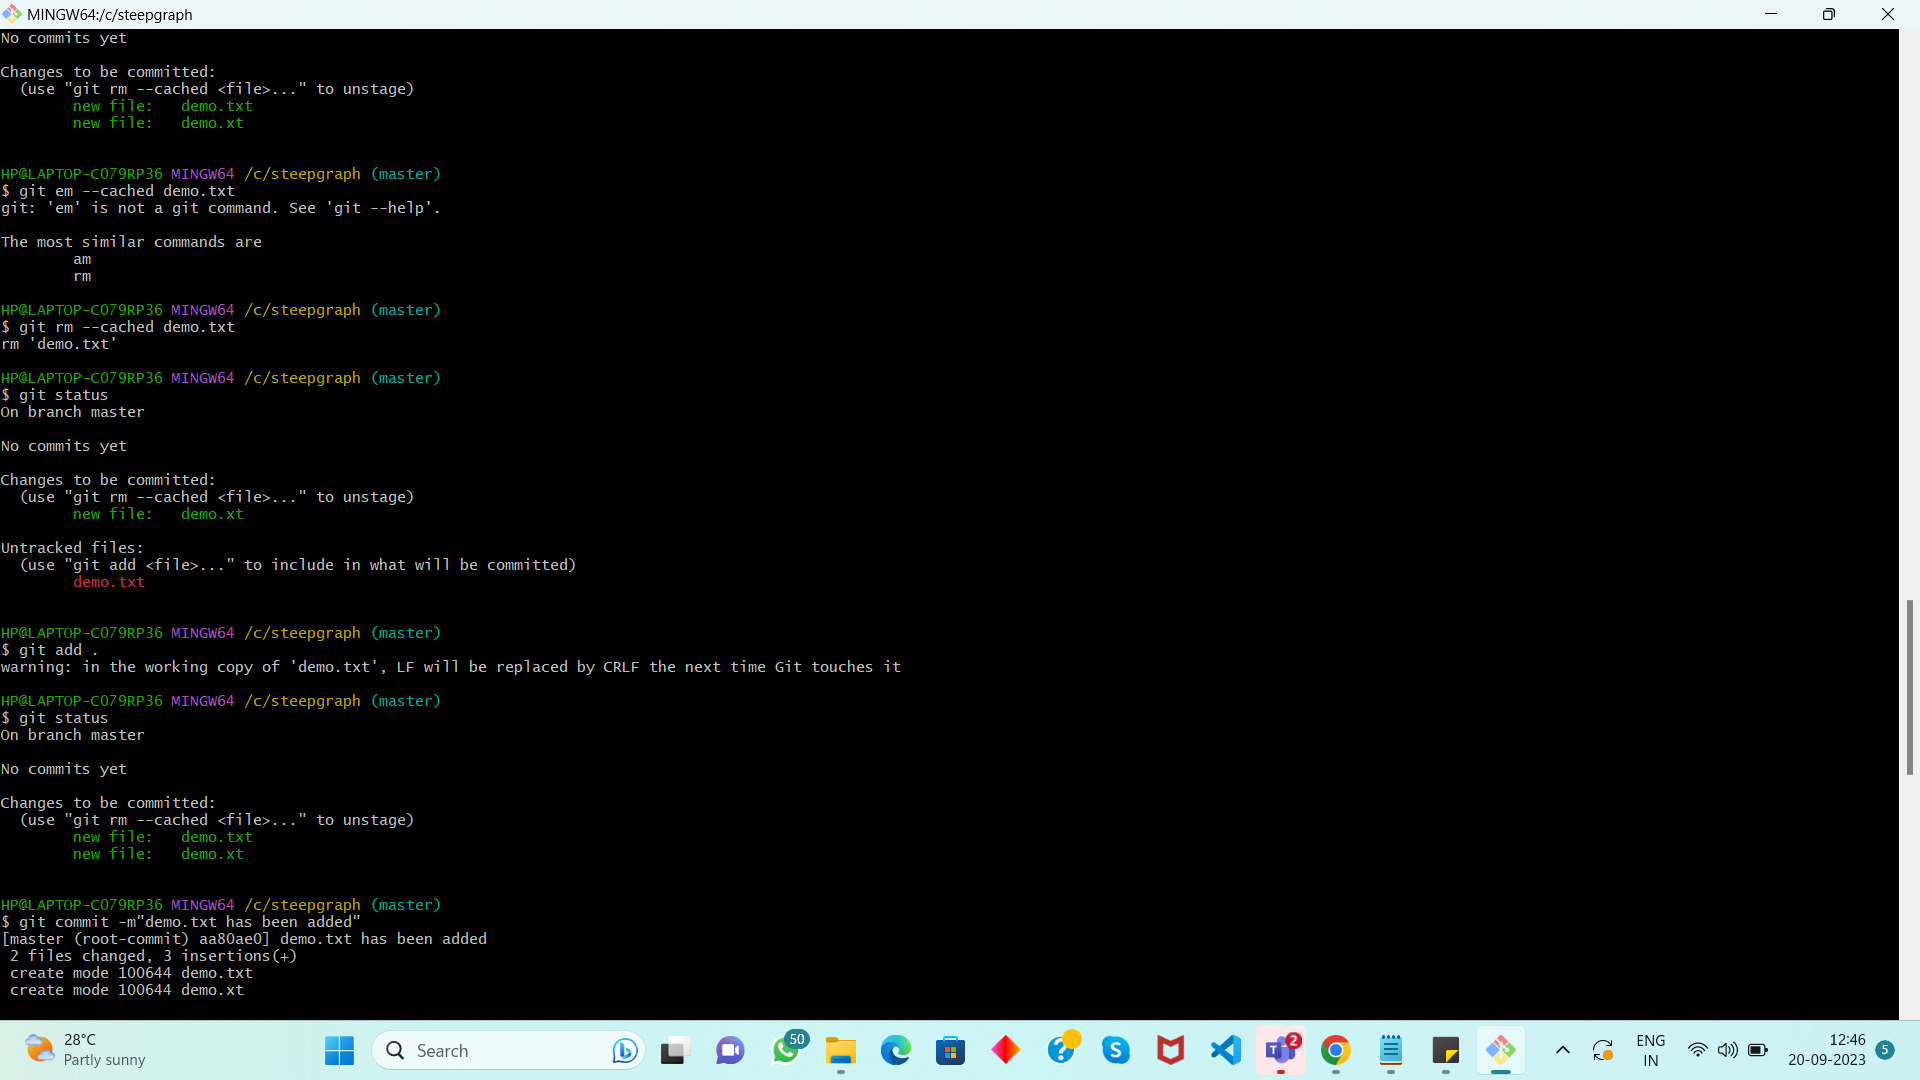 MINGW64:/c/steepgraph
No commits yet
Changes to be committed:
  (use "git rm --cached <file>..." to unstage)
        new file:   demo.txt
        new file:   demo.xt
HP@LAPTOP-CO79RP36 MINGW64 /c/steepgraph (master)
$ git em --cached demo.txt
git: 'em' is not a git command. See 'git --help'.
The most similar commands are
        am
        rm
HP@LAPTOP-CO79RP36 MINGW64 /c/steepgraph (master)
$ git rm --cached demo.txt
rm 'demo.txt'
HP@LAPTOP-CO79RP36 MINGW64 /c/steepgraph (master)
$ git status
On branch master
No commits yet
Changes to be committed:
  (use "git rm --cached <file>..." to unstage)
        new file:   demo.xt
Untracked files:
  (use "git add <file>..." to include in what will be committed)
        demo.txt
HP@LAPTOP-CO79RP36 MINGW64 /c/steepgraph (master)
$ git add .
warning: in the working copy of 'demo.txt', LF will be replaced by CRLF the next time Git touches it
HP@LAPTOP-CO79RP36 MINGW64 /c/steepgraph (master)
$ git status
On branch master
No commits yet
Changes to be committed:
  (use "git rm --cached <file>..." to unstage)
        new file:   demo.txt
        new file:   demo.xt
HP@LAPTOP-CO79RP36 MINGW64 /c/steepgraph (master)
$ git commit -m"demo.txt has been added"
[master (root-commit) aa80ae0] demo.txt has been added
 2 files changed, 3 insertions(+)
 create mode 100644 demo.txt
 create mode 100644 demo.xt
28°C
Partly sunny
Search
50
2
ENG
IN
12:46
20-09-2023
5